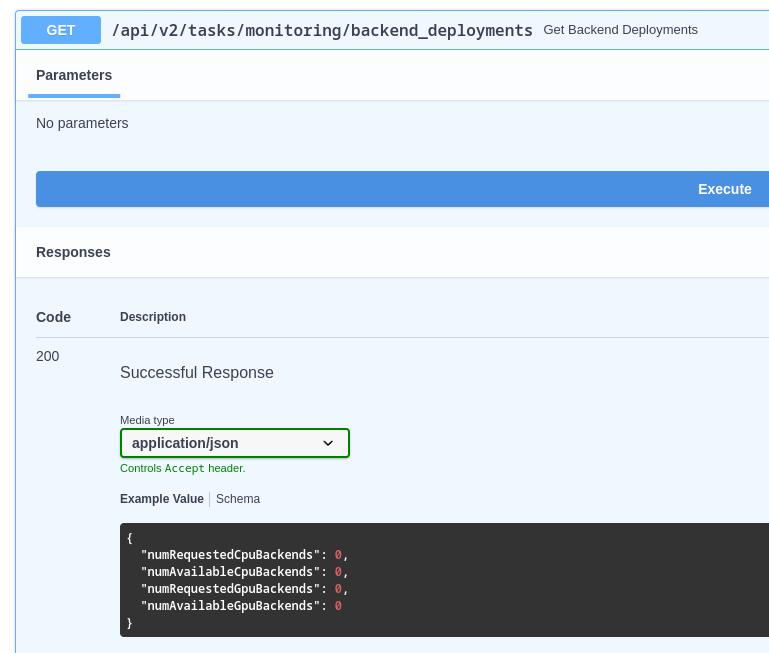 GET /api/v2/tasks/monitoring/backend_deployments Get Backend Deployments
Parameters
No parameters
Execute
Responses
Code Description
200
Successful Response
Media type
application/json
Controls Accept header.
Example Value Schema
{
"numRequestedCpuBackends": 0,
"numAvailableCpuBackends": 0,
"numRequestedGpuBackends": 0,
"numAvailableGpuBackends": 0
}